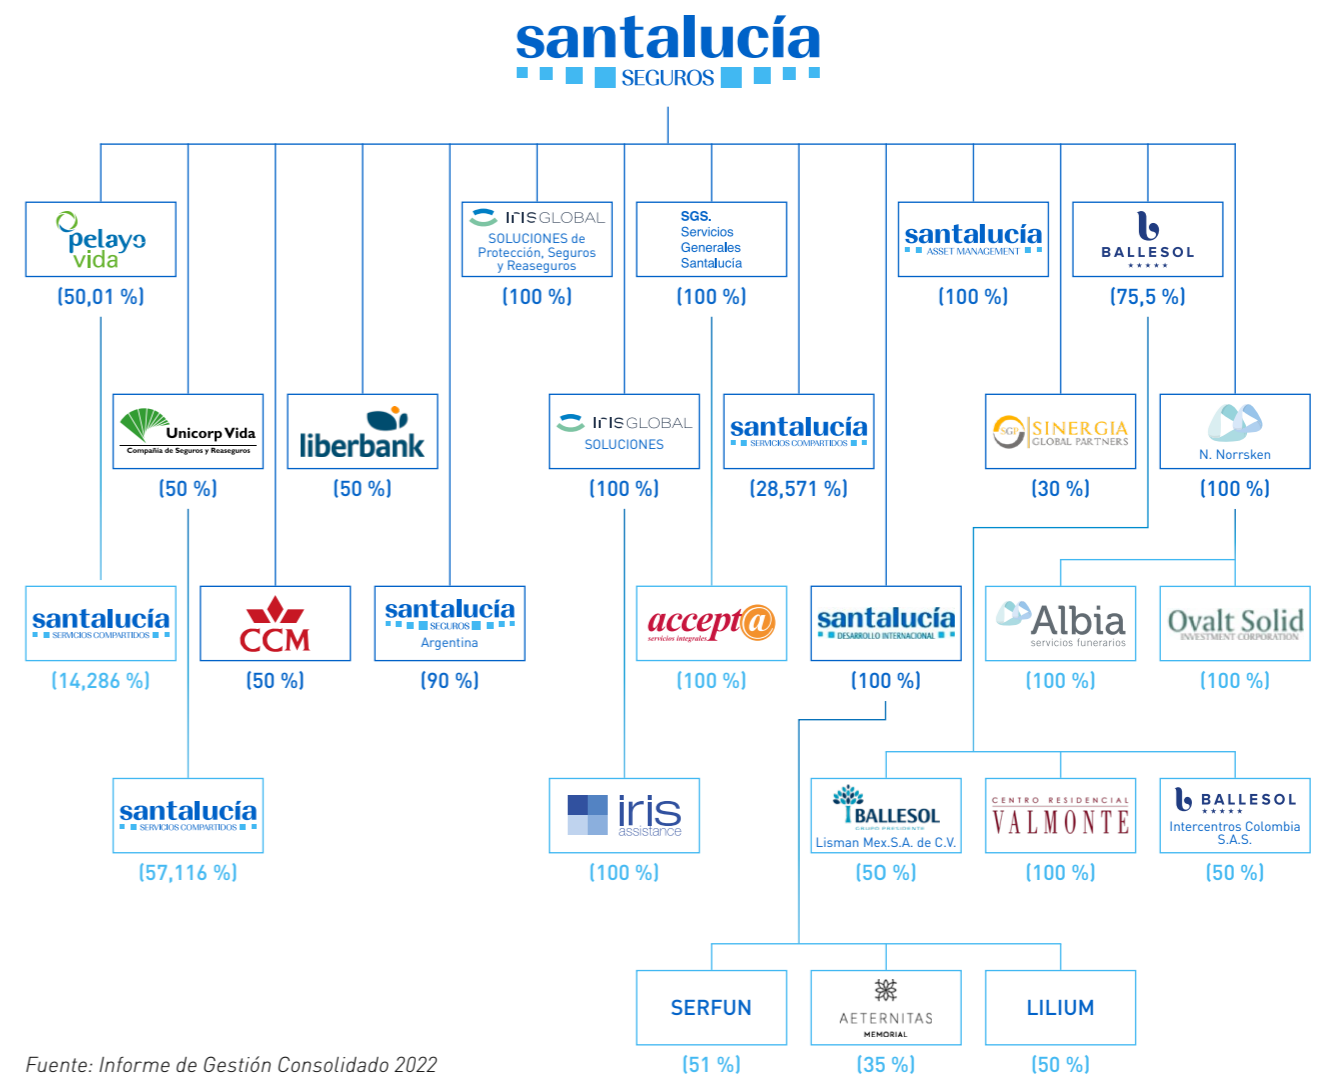 santalucía
SEGUROS
pelayo
vida
(50,01 %)
IrISGLOBAL
SOLUCIONES de
Protección, Seguros
y Reaseguros
(100 %)
SGS.
Servicios
Generales
Santalucía
(100 %)
santalucía
ASSET MANAGEMENT
(100 %)
BALLESOL
(75,5 %)
Unicorp Vida
Compañía de Seguros y Reaseguros
(50 %)
liberbank
(50 %)
IrISGLOBAL
SOLUCIONES
(100 %)
santalucía
SERVICIOS COMPARTIDOS
(28,571 %)
SGP SINERGIA
GLOBAL PARTNERS
(30 %)
N. Norrsken
(100 %)
santalucía
SERVICIOS COMPARTIDOS
(14,286 %)
CCM
(50 %)
santalucía
SEGUROS
Argentina
(90 %)
accept@
servicios integrales
(100 %)
santalucía
DESARROLLO INTERNACIONAL
(100 %)
Albia
servicios funerarios
(100 %)
Ovalt Solid
INVESTMENT CORPORATION
(100 %)
santalucía
SERVICIOS COMPARTIDOS
(57,116 %)
iris
assistance
(100 %)
BALLESOL
GRUPO PRESIDENTE
Lisman Mex.S.A. de C.V.
(50 %)
CENTRO RESIDENCIAL
VALMONTE
(100 %)
BALLESOL
Intercentros Colombia
S.A.S.
(50 %)
SERFUN
(51 %)
AETERNITAS
MEMORIAL
(35 %)
LILIUM
(50 %)
Fuente: Informe de Gestión Consolidado 2022